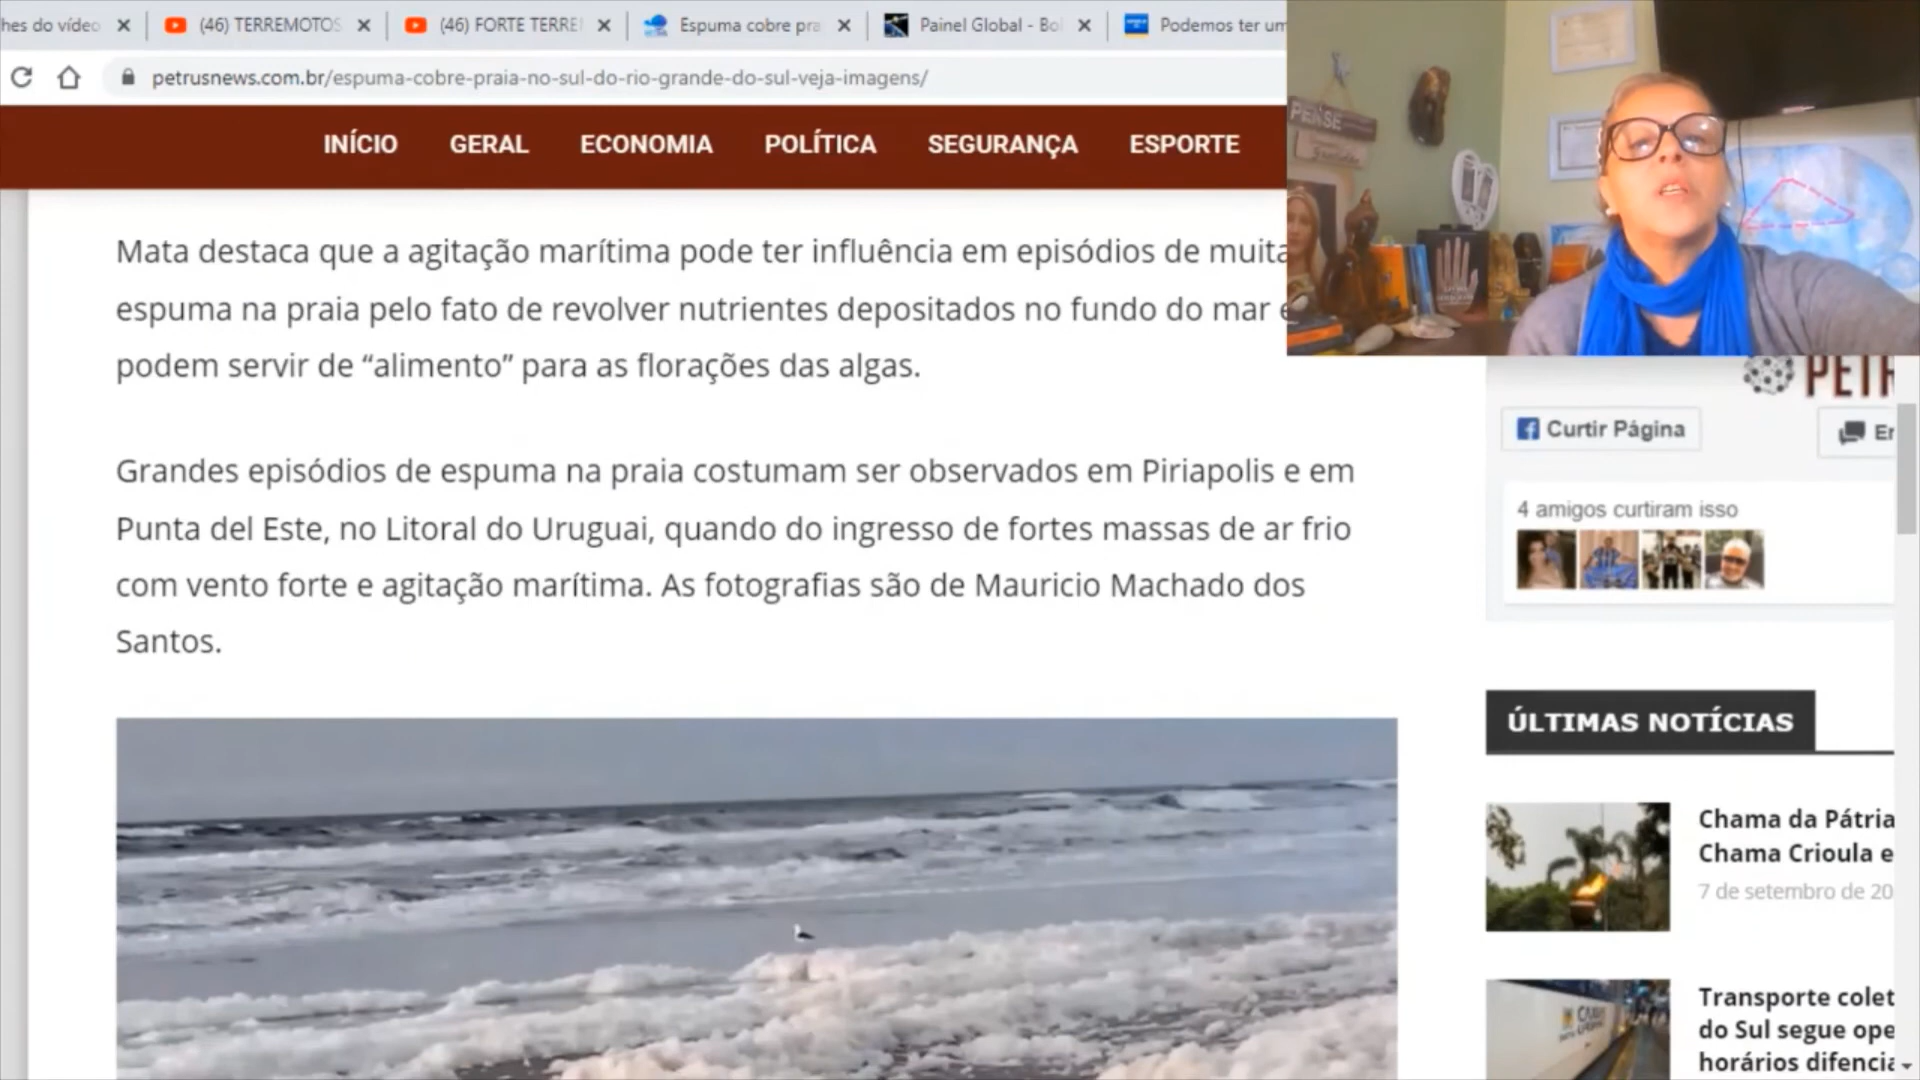 hes do vídeo
(46) TERREMOTOS
(46) FORTE TERRE
Espuma cobre pra
Painel Global - Bol
Podemos ter um
petrusnews.com.br/espuma-cobre-praia-no-sul-do-rio-grande-do-sul-veja-imagens/
INÍCIO GERAL ECONOMIA POLÍTICA SEGURANÇA ESPORTE
PENSE
Mata destaca que a agitação marítima pode ter influência em episódios de muita
espuma na praia pelo fato de revolver nutrientes depositados no fundo do mar e
podem servir de “alimento” para as florações das algas.
Grandes episódios de espuma na praia costumam ser observados em Piriapolis e em
Punta del Este, no Litoral do Uruguai, quando do ingresso de fortes massas de ar frio
com vento forte e agitação marítima. As fotografias são de Mauricio Machado dos
Santos.
PETR
Curtir Página
En
4 amigos curtiram isso
ÚLTIMAS NOTÍCIAS
Chama da Pátria
Chama Crioula e
7 de setembro de 20
Transporte colet
do Sul segue ope
horários difencia